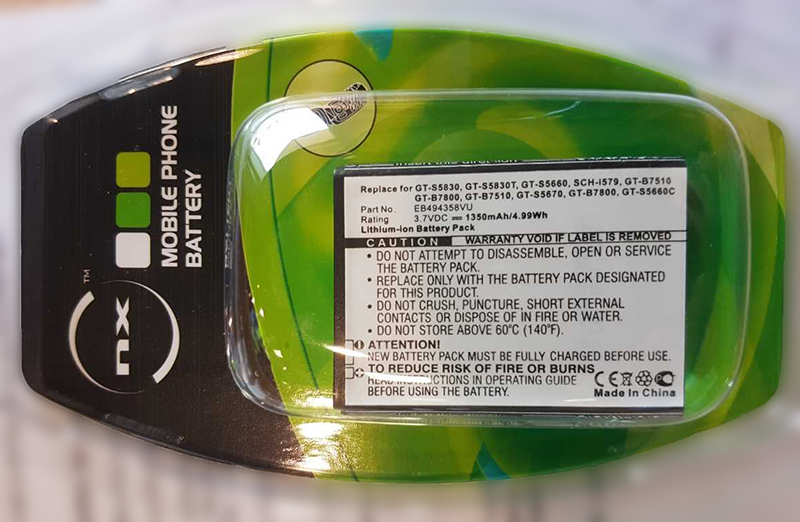 MOBILE PHONE
BATTERY
nx
TM
Replace for GT-S5830, GT-S5830T, GT-S5660, SCH-I579, GT-B7510
GT-B7800, GT-B7510, GT-S5670, GT-B7800, GT-S5660C
Part No. EB494358VU
Rating 3.7VDC ⎓ 1350mAh/4.99Wh
Lithium-ion Battery Pack
CAUTION WARRANTY VOID IF LABEL IS REMOVED
• DO NOT ATTEMPT TO DISASSEMBLE, OPEN OR SERVICE
THE BATTERY PACK.
• REPLACE ONLY WITH THE BATTERY PACK DESIGNATED
FOR THIS PRODUCT.
• DO NOT CRUSH, PUNCTURE, SHORT EXTERNAL
CONTACTS OR DISPOSE OF IN FIRE OR WATER.
• DO NOT STORE ABOVE 60°C (140°F).
ATTENTION!
NEW BATTERY PACK MUST BE FULLY CHARGED BEFORE USE.
TO REDUCE RISK OF FIRE OR BURNS
READ INSTRUCTIONS IN OPERATING GUIDE
BEFORE USING THE BATTERY.
CE
Made In China